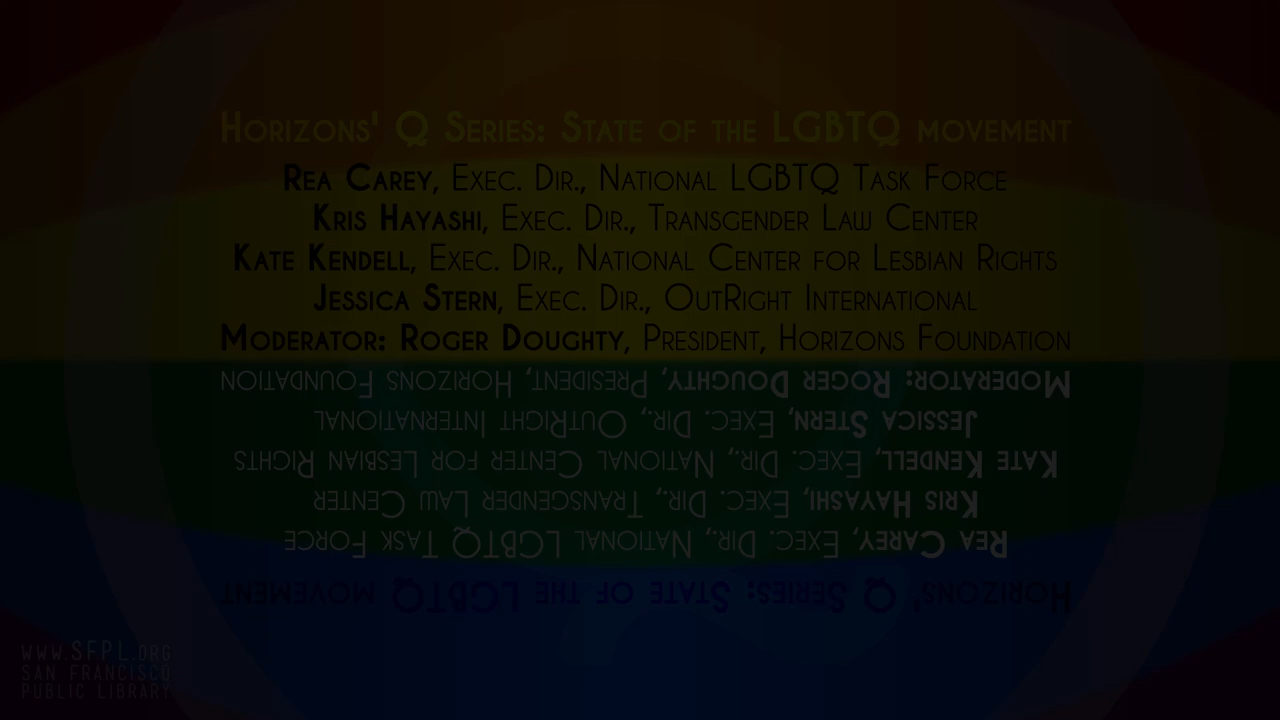 Horizons' Q Series: State of the LGBTQ movement
Rea Carey, Exec. Dir., National LGBTQ Task Force
Kris Hayashi, Exec. Dir., Transgender Law Center
Kate Kendell, Exec. Dir., National Center for Lesbian Rights
Jessica Stern, Exec. Dir., OutRight International
Moderator: Roger Doughty, President, Horizons Foundation
Moderator: Roger Doughty, President, Horizons Foundation
Jessica Stern, Exec. Dir., OutRight International
Kate Kendell, Exec. Dir., National Center for Lesbian Rights
Kris Hayashi, Exec. Dir., Transgender Law Center
Rea Carey, Exec. Dir., National LGBTQ Task Force
Horizons' Q Series: State of the LGBTQ movement
www.SFPL.org
San Francisco
Public Library